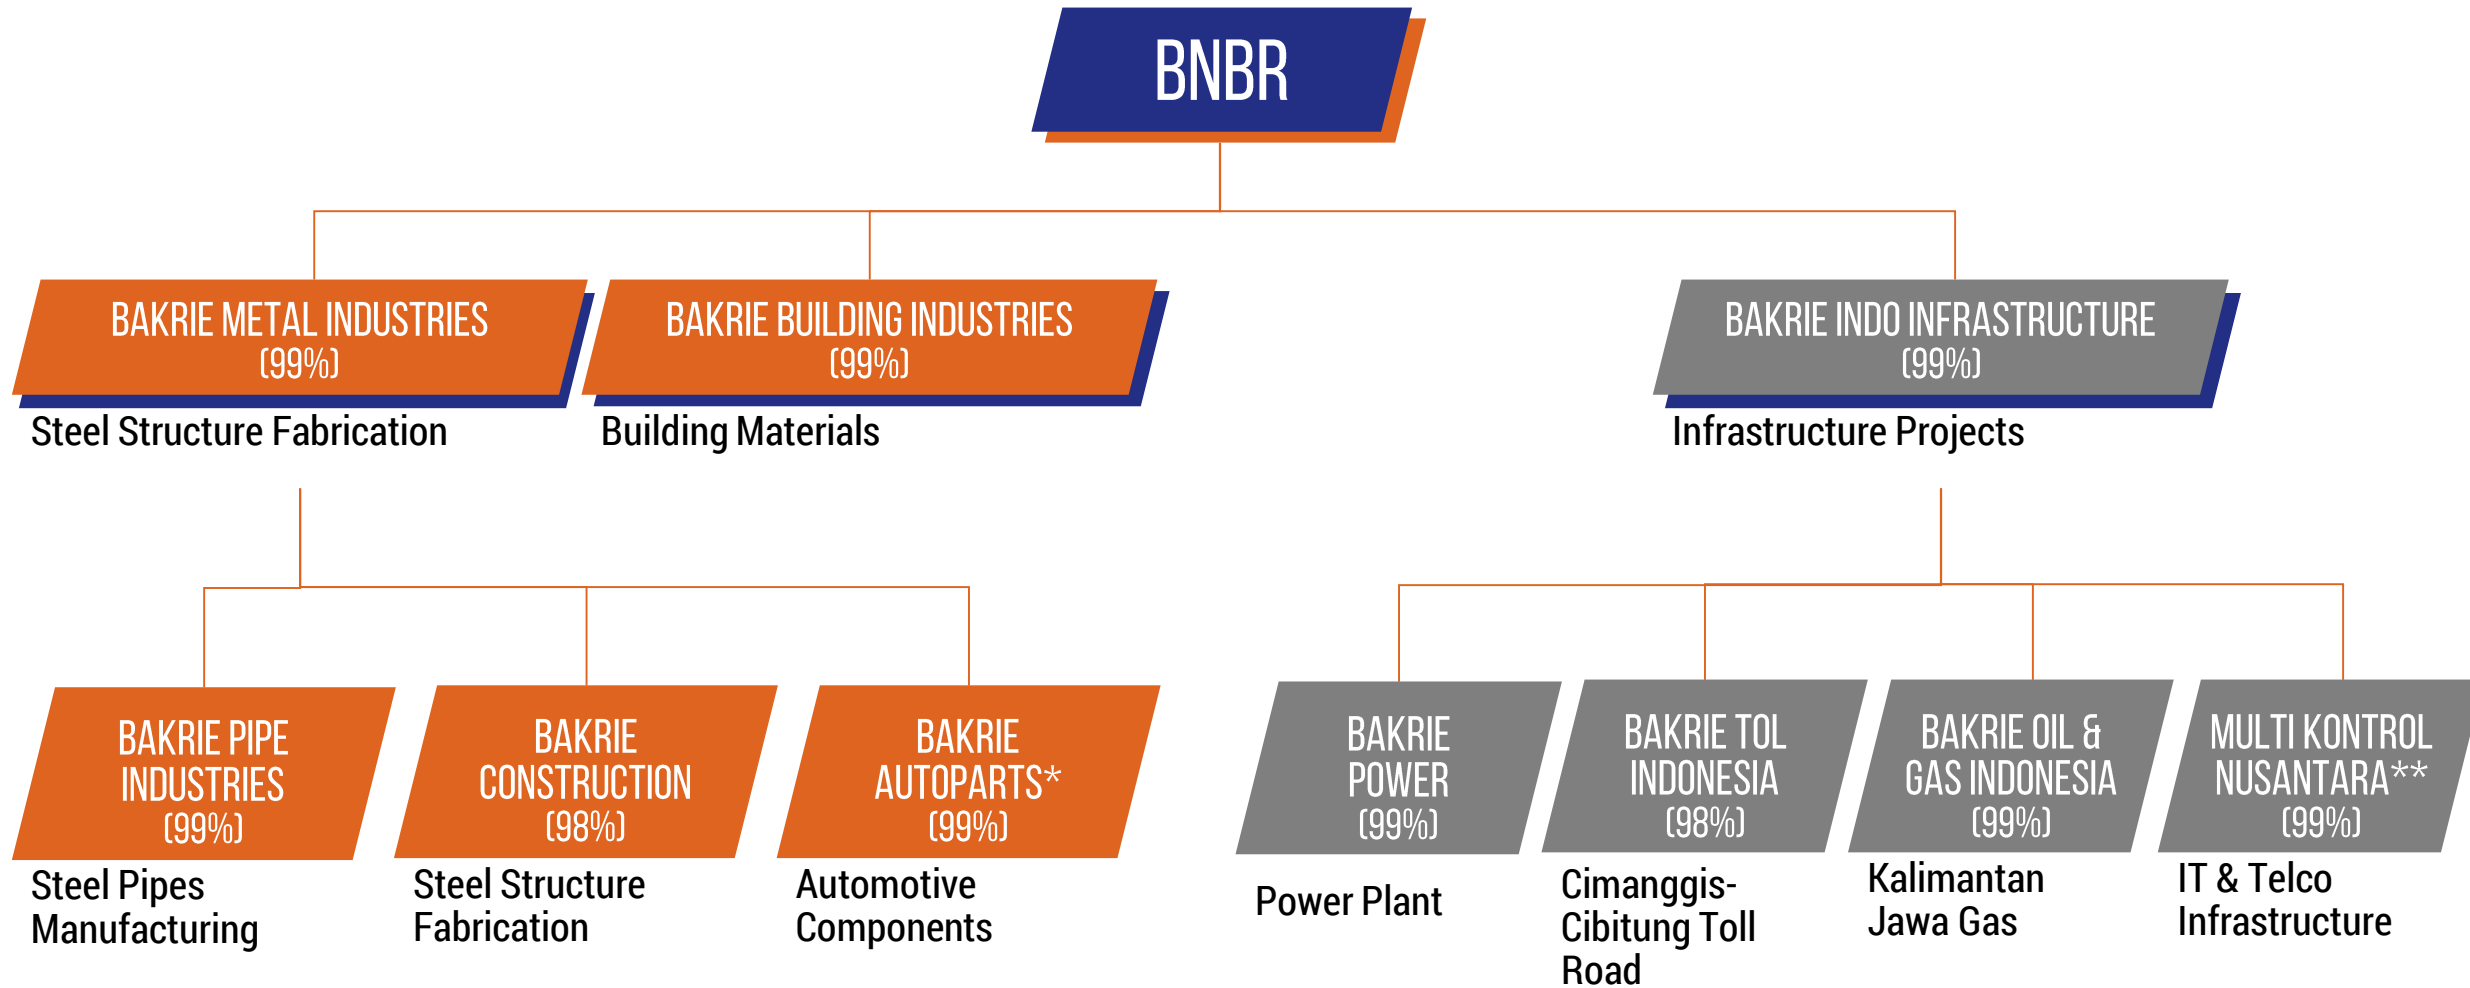 BNBR
BAKRIE METAL INDUSTRIES
(99%)
Steel Structure Fabrication
BAKRIE BUILDING INDUSTRIES
(99%)
Building Materials
BAKRIE INDO INFRASTRUCTURE
(99%)
Infrastructure Projects
BAKRIE PIPE
INDUSTRIES
(99%)
Steel Pipes
Manufacturing
BAKRIE
CONSTRUCTION
(98%)
Steel Structure
Fabrication
BAKRIE
AUTOPARTS*
(99%)
Automotive
Components
BAKRIE
POWER
(99%)
Power Plant
BAKRIE TOL
INDONESIA
(98%)
Cimanggis-
Cibitung Toll
Road
BAKRIE OIL &
GAS INDONESIA
(99%)
Kalimantan
Jawa Gas
MULTI KONTROL
NUSANTARA**
(99%)
IT & Telco
Infrastructure